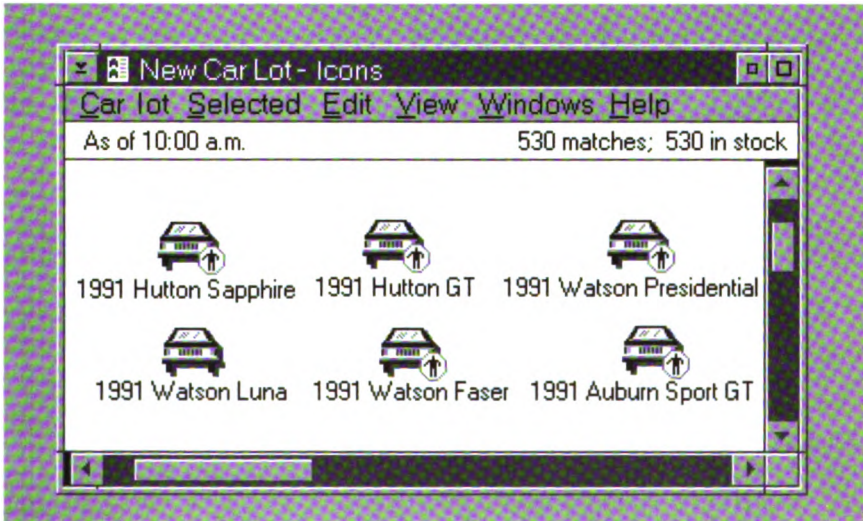 New Car Lot - Icons
Car lot Selected Edit View Windows Help
As of 10:00 a.m. 530 matches; 530 in stock
1991 Hutton Sapphire 1991 Hutton GT 1991 Watson Presidential
1991 Watson Luna 1991 Watson Faser 1991 Auburn Sport GT